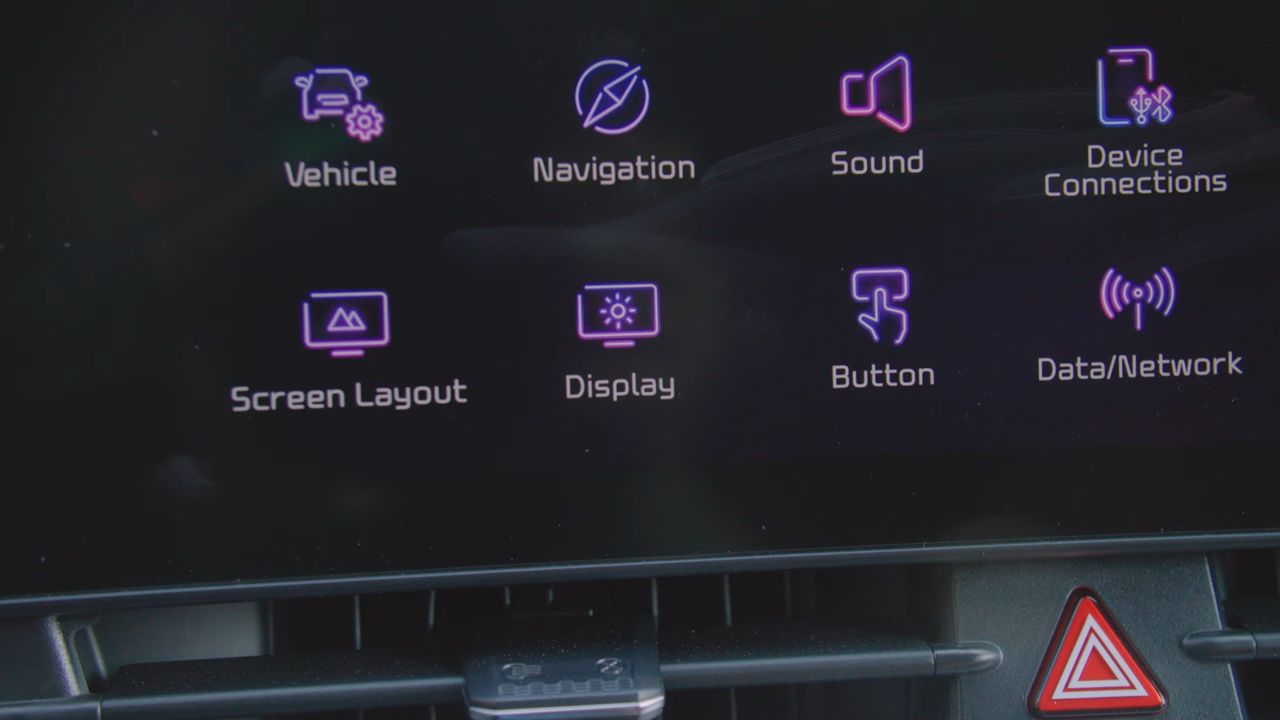 Vehicle
Navigation
Sound
Device
Connections
Screen Layout
Display
Button
Data/Network